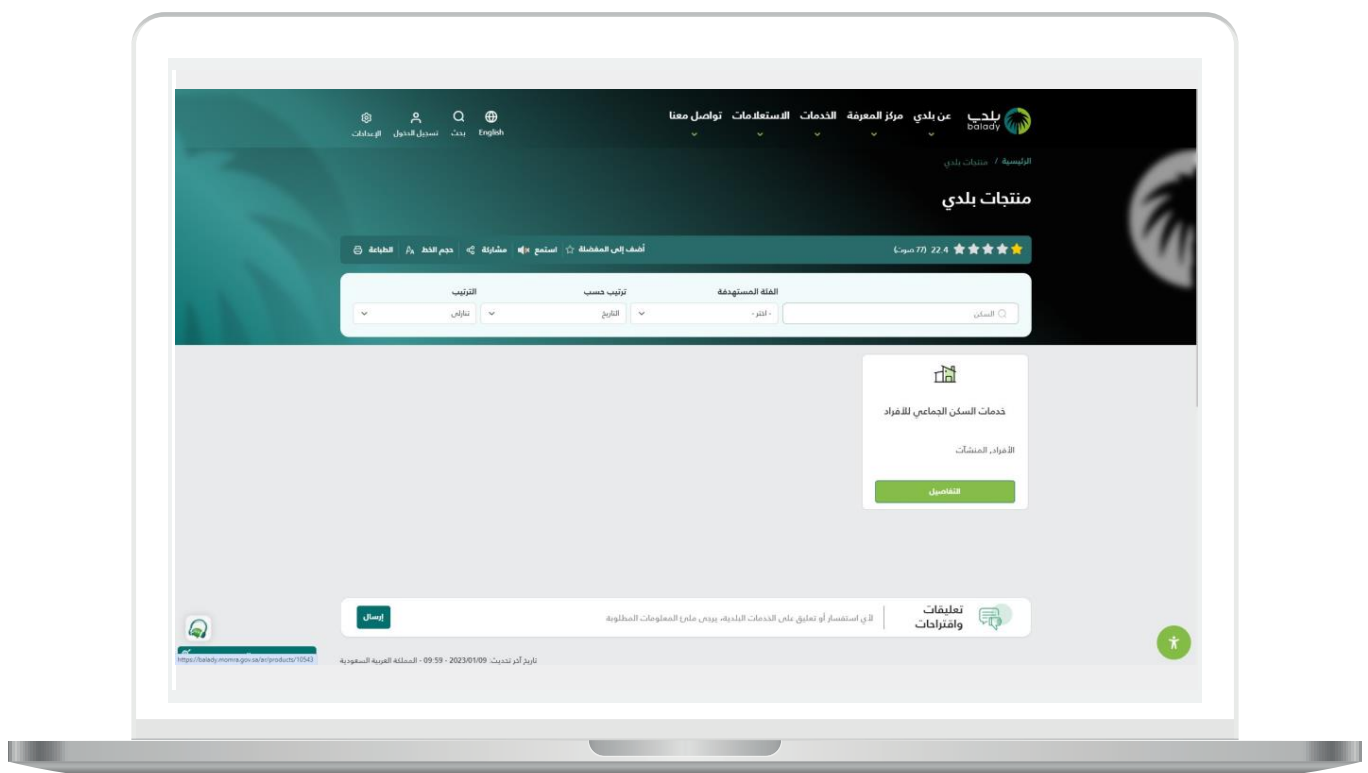 بلدي
balady
عن بلدي مركز المعرفة الخدمات الاستعلامات تواصل معنا
English بحث تسجيل الدخول الإعدادات
الرئيسية / منتجات بلدي
منتجات بلدي
22.4 (77 صوت)
أضف إلى المفضلة استمع مشاركة حجم الخط الطباعة
الفئة المستهدفة ترتيب حسب الترتيب
السكن - اختر - التاريخ تنازلي
خدمات السكن الجماعي للأفراد
الأفراد, المنشآت
التفاصيل
تعليقات
واقتراحات
لأي استفسار أو تعليق على الخدمات البلدية، يرجى ملئ المعلومات المطلوبة
إرسال
تاريخ آخر تحديث: 2023/01/09 - 09:59 - المملكة العربية السعودية
https://balady.momra.gov.sa/ar/products/10543